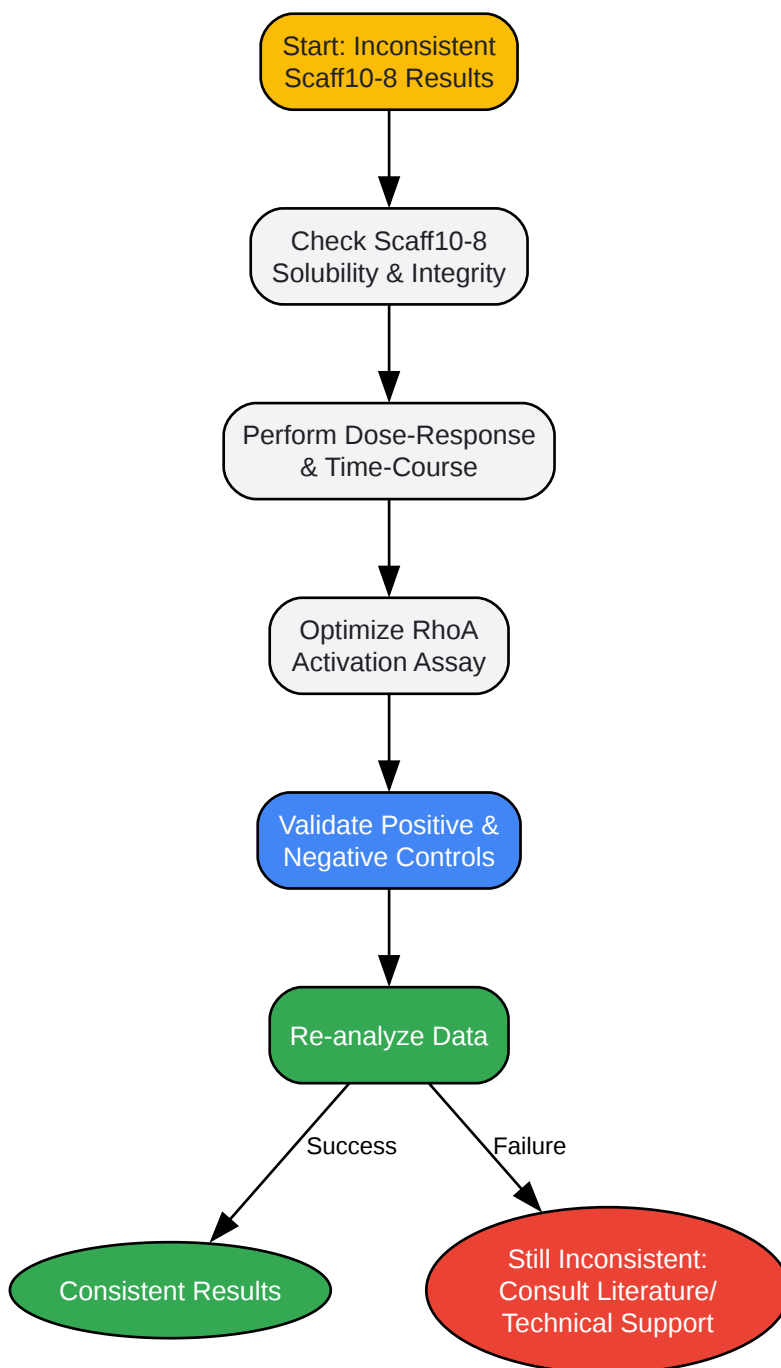 Start: Inconsistent
Scaff10-8 Results
Check Scaff10-8
Solubility & Integrity
Perform Dose-Response
& Time-Course
Optimize RhoA
Activation Assay
Validate Positive &
Negative Controls
Re-analyze Data
Success
Failure
Consistent Results
Still Inconsistent:
Consult Literature/
Technical Support